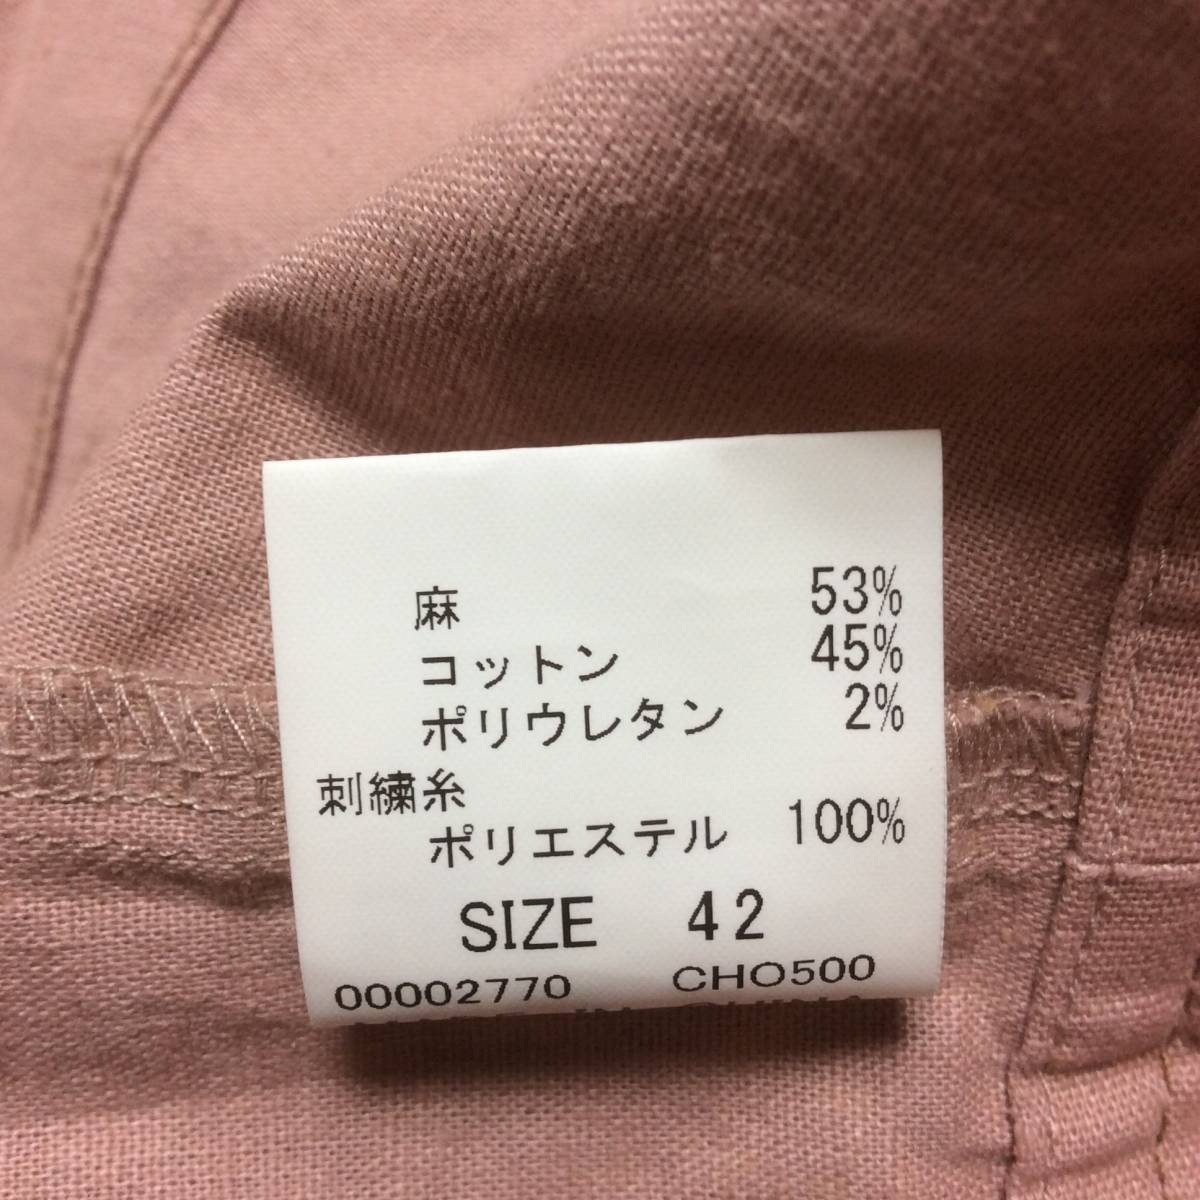 麻 53%
コットン 45%
ポリウレタン 2%
刺繍糸
ポリエステル 100%
SIZE 42
00002770 CHO500